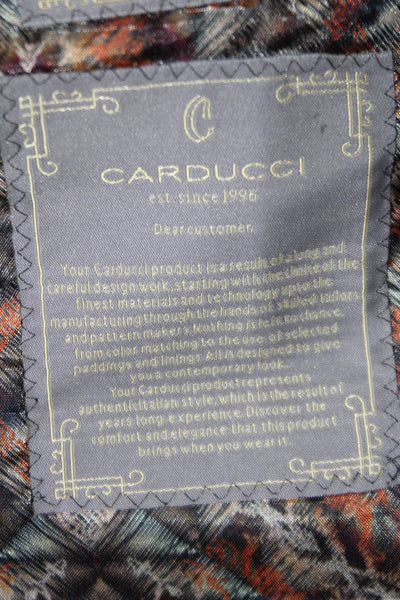 C
CARDUCCI
est. since 1996
Dear customer,
Your Carducci product is a result of a long and
careful design work, starting with the choice of the
finest materials and technology upto the
manufacturing through the hands of skilled tailors
and pattern makers. Nothing is left to chance,
from color matching to the use of selected
paddings and linings. All is designed to give
you a contemporary look.
Your Carducci product represents
authentic Italian style, which is the result of
years long-experience. Discover the
comfort and elegance that this product
brings when you wear it.